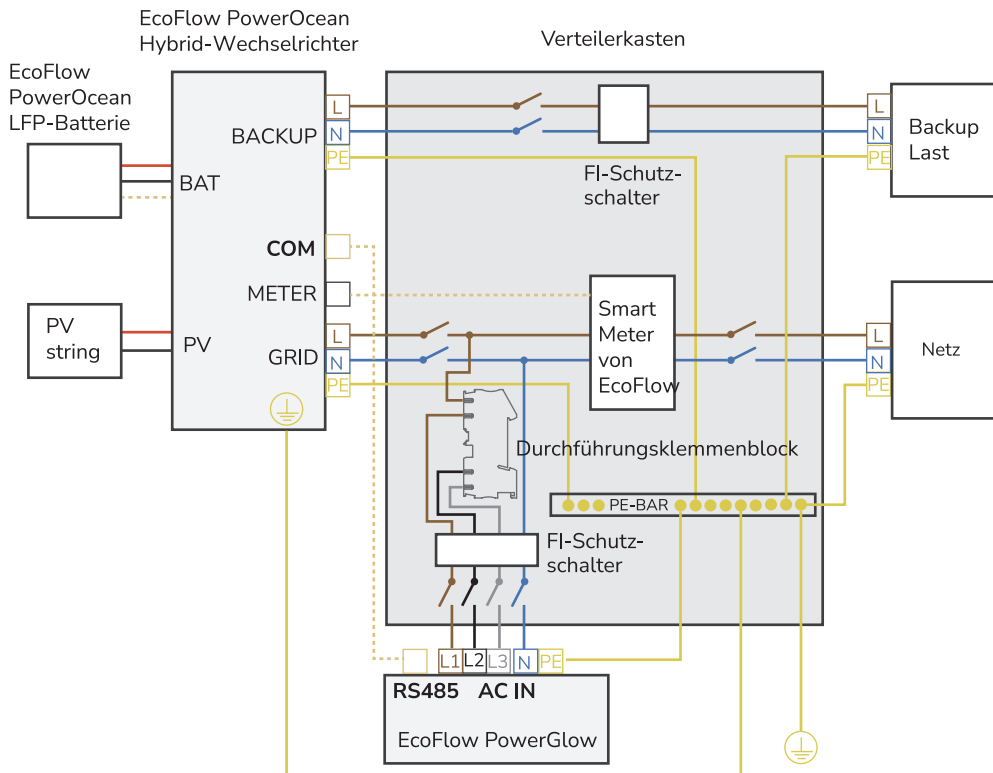 EcoFlow PowerOcean
Hybrid-Wechselrichter
Verteilerkasten
EcoFlow
PowerOcean
LFP-Batterie
BACKUP
L
N
PE
BAT
FI-Schutz-
schalter
L
N
PE
Backup
Last
COM
METER
PV
string
PV
GRID
L
N
PE
Smart
Meter
von
EcoFlow
L
N
PE
Netz
Durchführungsklemmenblock
PE-BAR
FI-Schutz-
schalter
L1 L2 L3 N PE
RS485 AC IN
EcoFlow PowerGlow